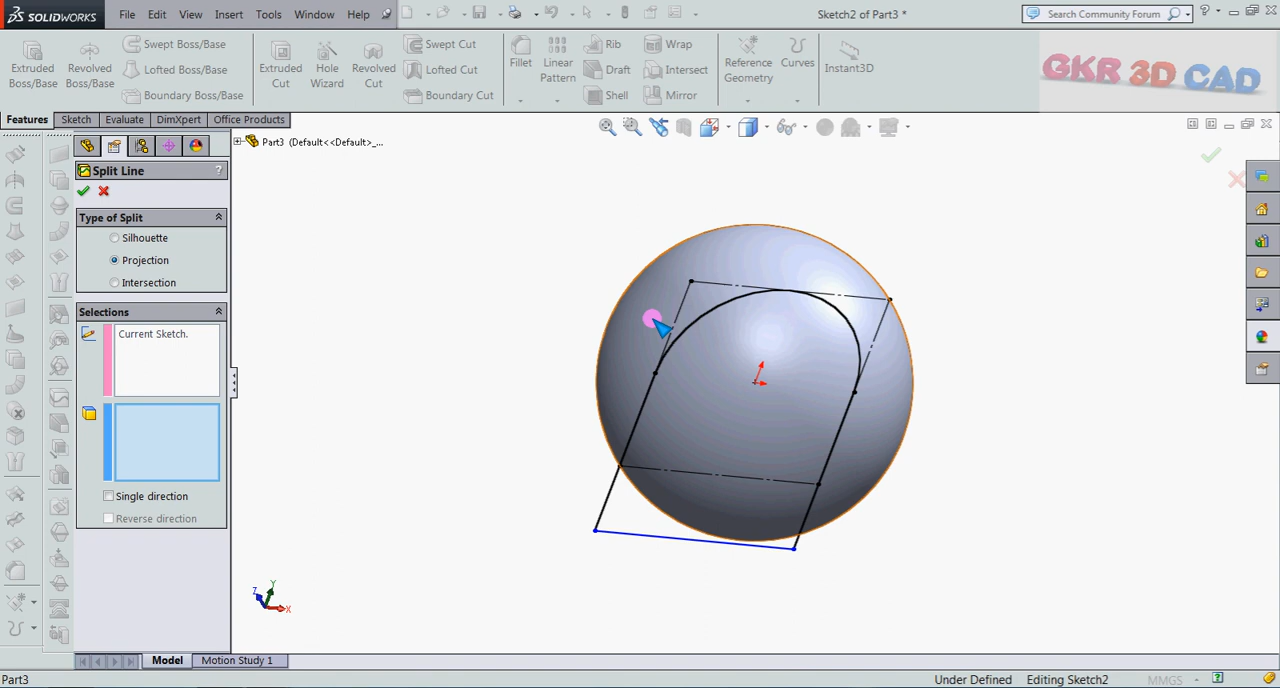 SOLIDWORKS File Edit View Insert Tools Window Help Sketch2 of Part3 * Search Community Forum
Extruded Boss/Base
Revolved Boss/Base
Swept Boss/Base
Lofted Boss/Base
Boundary Boss/Base
Extruded Cut
Hole Wizard
Revolved Cut
Swept Cut
Lofted Cut
Boundary Cut
Fillet
Linear Pattern
Rib
Draft
Shell
Wrap
Intersect
Mirror
Reference Geometry
Curves
Instant3D
GKR 3D CAD
Features Sketch Evaluate DimXpert Office Products
Part3 (Default<<Default>_...
Split Line ?
Type of Split
Silhouette
Projection
Intersection
Selections
Current Sketch.
Single direction
Reverse direction
Z Y X
Model Motion Study 1
Part3 Under Defined Editing Sketch2 MMGS